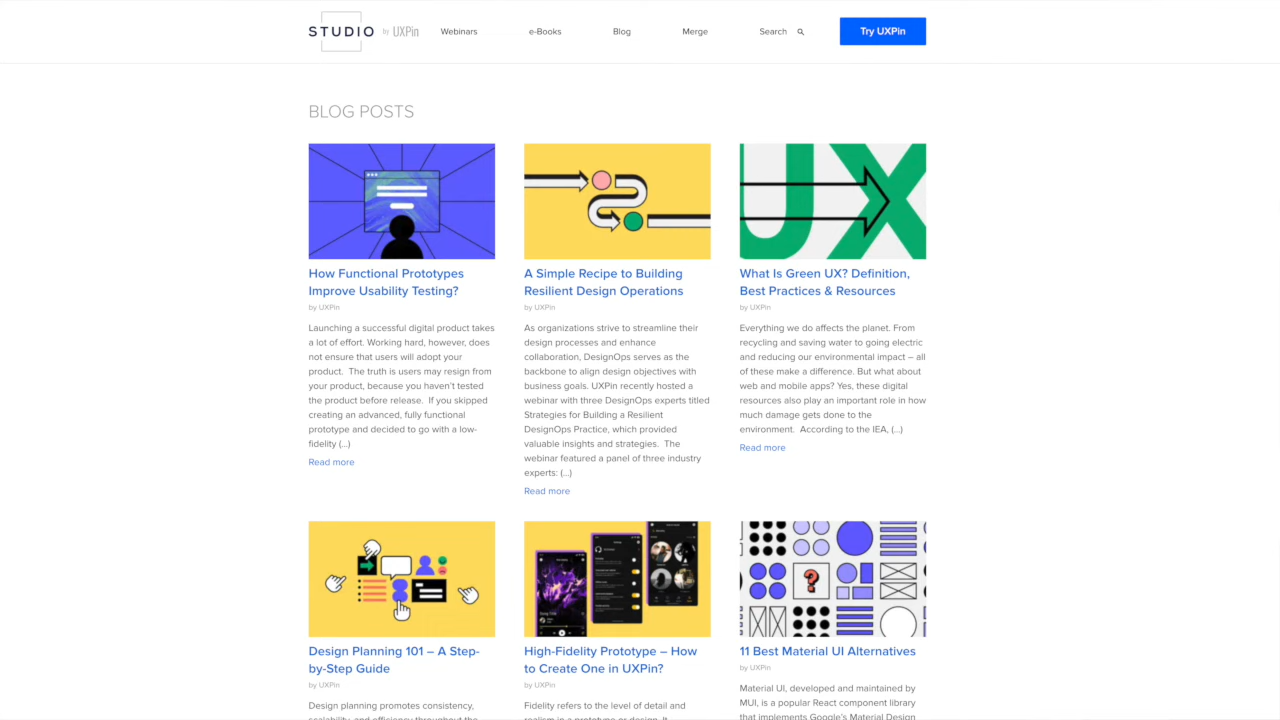 STUDIO by UXPin Webinars e-Books Blog Merge Search Try UXPin
BLOG POSTS
UX
How Functional Prototypes
Improve Usability Testing?
by UXPin
Launching a successful digital product takes
a lot of effort. Working hard, however, does
not ensure that users will adopt your
product. The truth is users may resign from
your product, because you haven't tested
the product before release. If you skipped
creating an advanced, fully functional
prototype and decided to go with a low-
fidelity (...)
Read more
A Simple Recipe to Building
Resilient Design Operations
by UXPin
As organizations strive to streamline their
design processes and enhance
collaboration, DesignOps serves as the
backbone to align design objectives with
business goals. UXPin recently hosted a
webinar with three DesignOps experts titled
Strategies for Building a Resilient
DesignOps Practice, which provided
valuable insights and strategies. The
webinar featured a panel of three industry
experts: (...)
Read more
What Is Green UX? Definition,
Best Practices & Resources
by UXPin
Everything we do affects the planet. From
recycling and saving water to going electric
and reducing our environmental impact – all
of these make a difference. But what about
web and mobile apps? Yes, these digital
resources also play an important role in how
much damage gets done to the
environment. According to the IEA, (...)
Read more
?
Design Planning 101 – A Step-
by-Step Guide
by UXPin
Design planning promotes consistency,
scalability, and efficiency throughout the
High-Fidelity Prototype – How
to Create One in UXPin?
by UXPin
Fidelity refers to the level of detail and
realism in a prototype or design. It
11 Best Material UI Alternatives
by UXPin
Material UI, developed and maintained by
MUI, is a popular React component library
that implements Google's Material Design